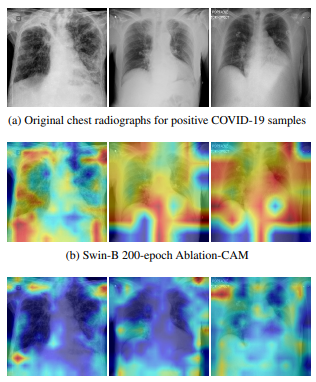 (a) Original chest radiographs for positive COVID-19 samples
(b) Swin-B 200-epoch Ablation-CAM